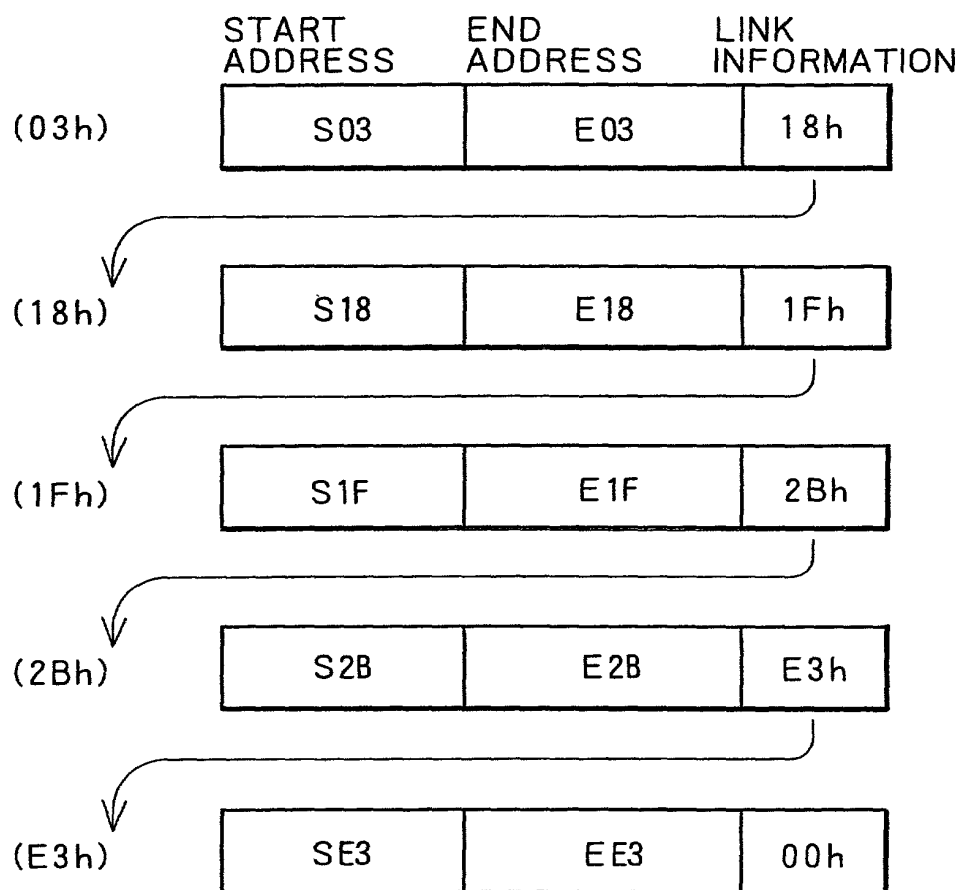 START ADDRESS END ADDRESS LINK INFORMATION
(03h) S03 E03 18h
(18h) S18 E18 1Fh
(1Fh) S1F E1F 2Bh
(2Bh) S2B E2B E3h
(E3h) SE3 EE3 00h